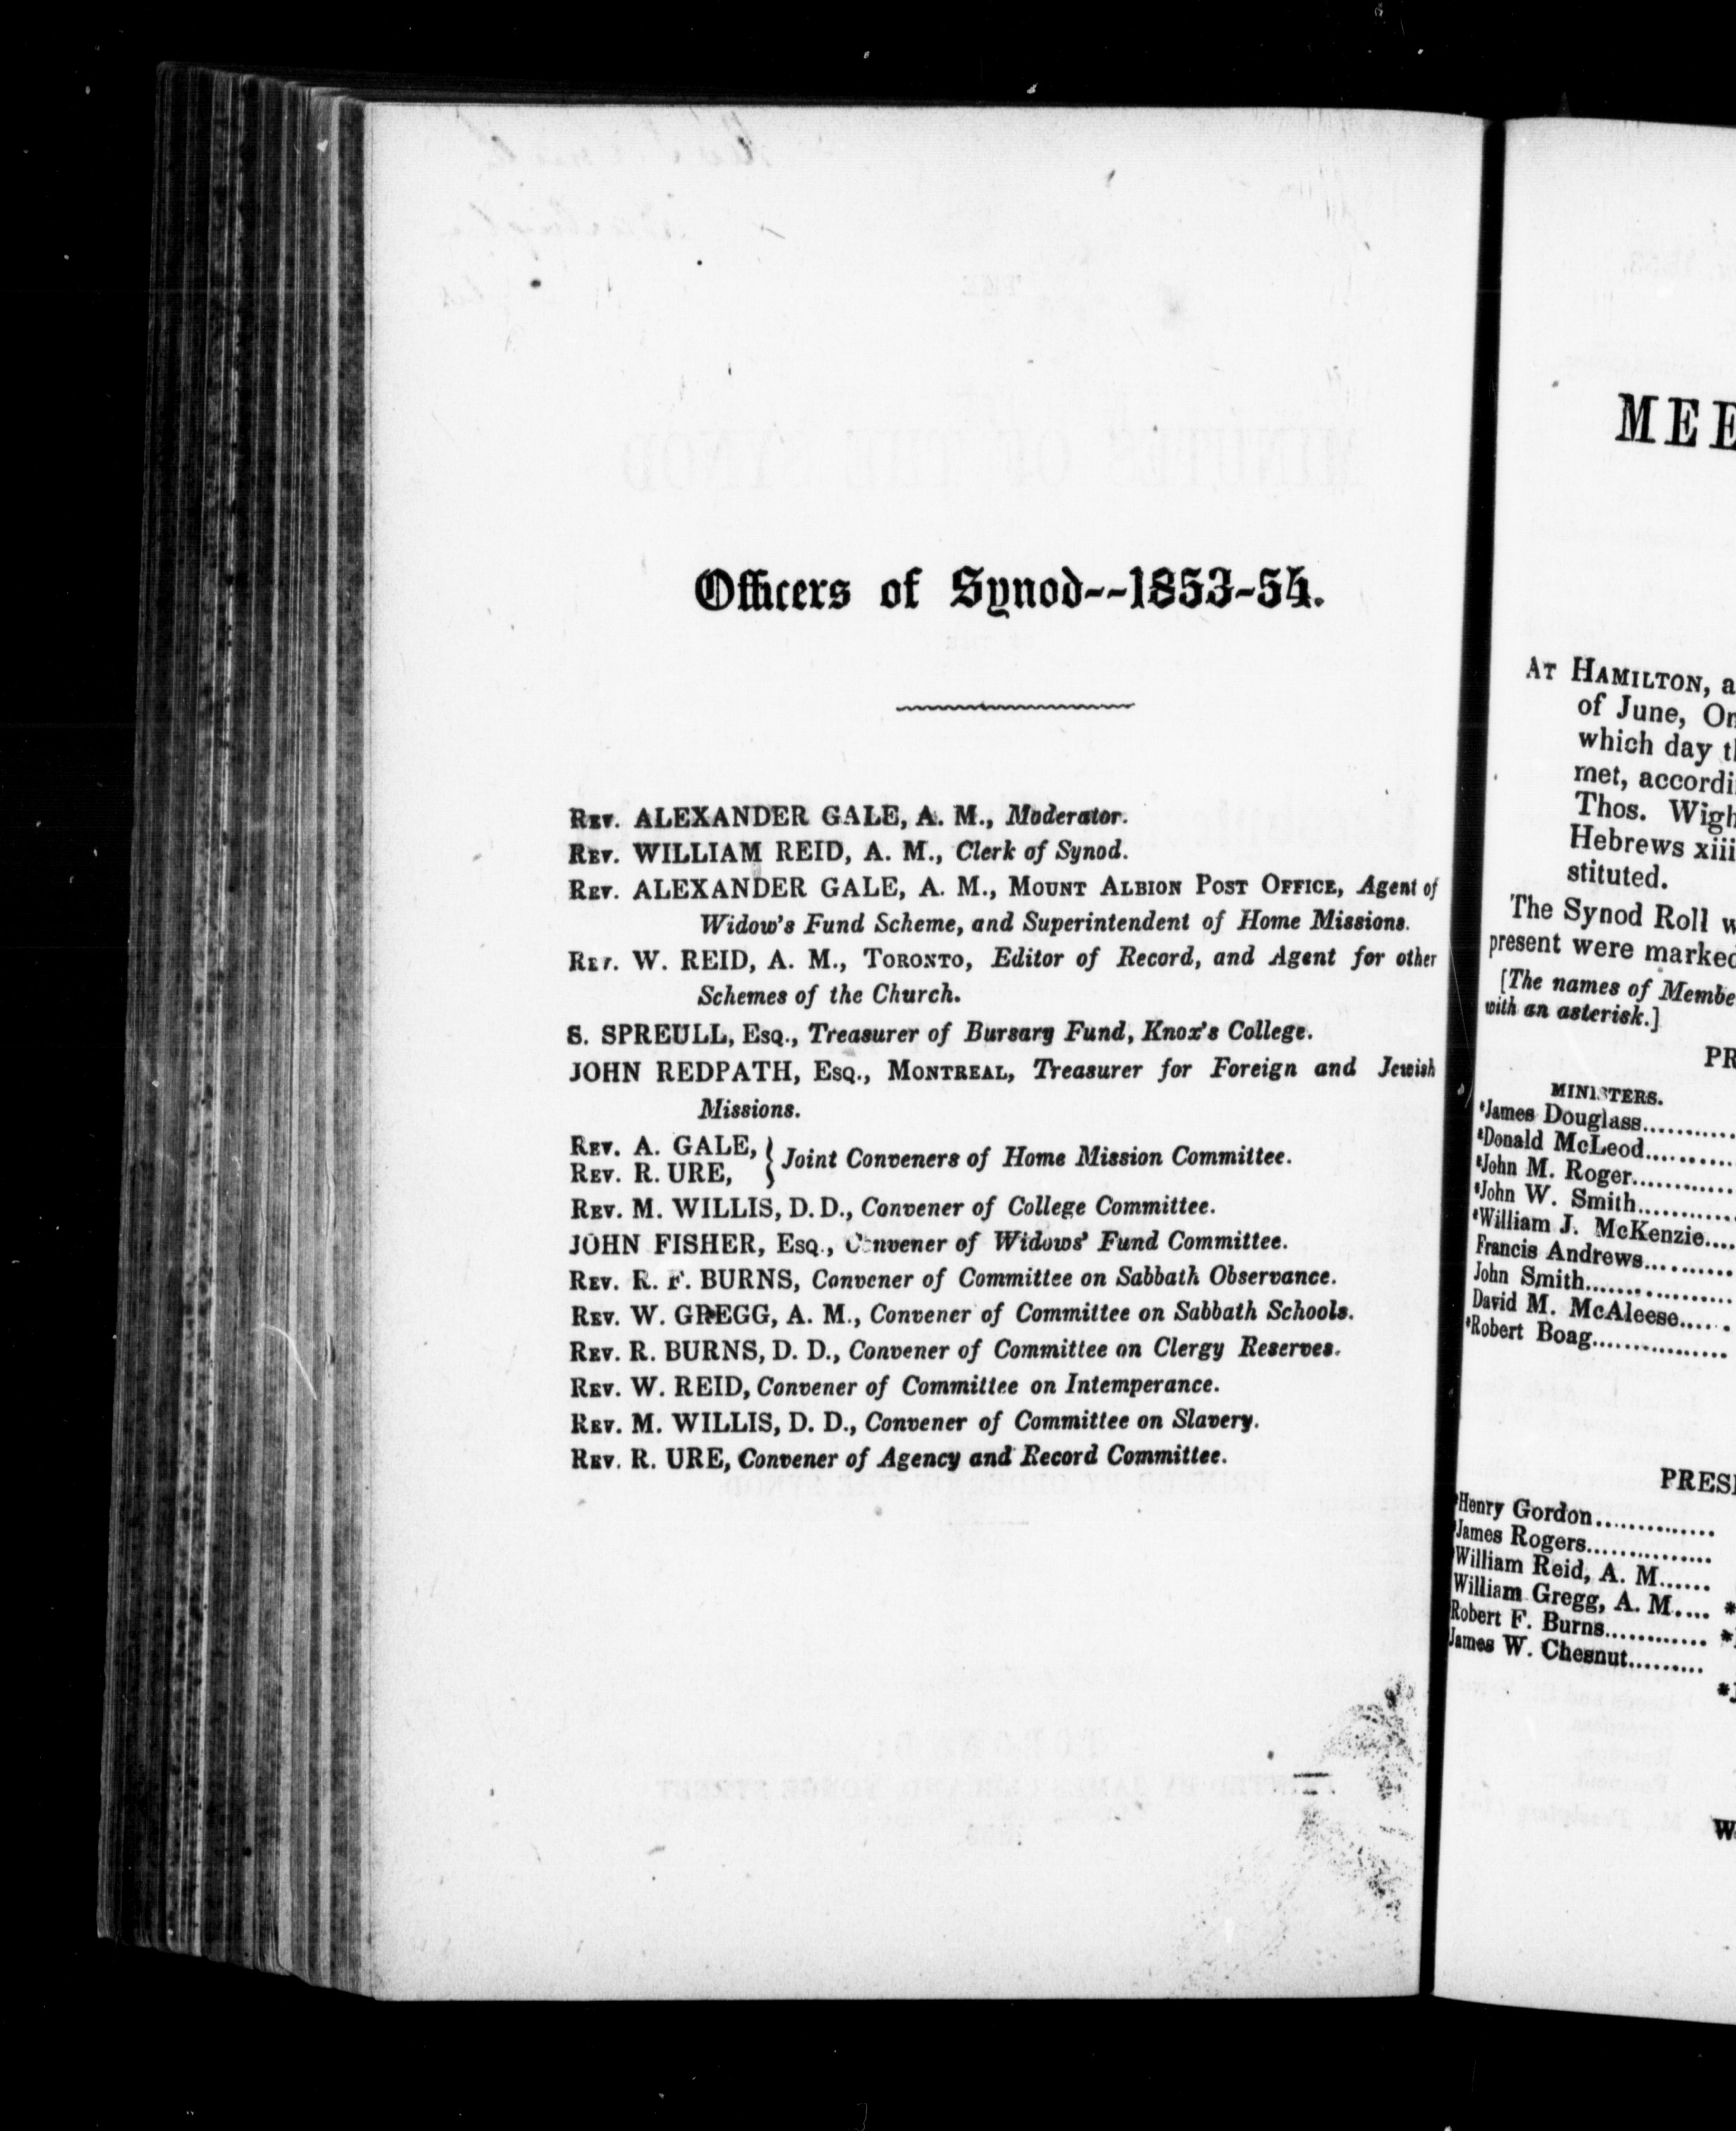 Officers of Synod--1853-54.
REV. ALEXANDER GALE, A. M., Moderator.
REV. WILLIAM REID, A. M., Clerk of Synod.
REV. ALEXANDER GALE, A. M., MOUNT ALBION POST OFFICE, Agent of
Widow's Fund Scheme, and Superintendent of Home Missions.
REV. W. REID, A. M., TORONTO, Editor of Record, and Agent for other
Schemes of the Church.
S. SPREULL, ESQ., Treasurer of Bursary Fund, Knox's College.
JOHN REDPATH, ESQ., MONTREAL, Treasurer for Foreign and Jewish
Missions.
REV. A. GALE,
REV. R. URE,
} Joint Conveners of Home Mission Committee.
REV. M. WILLIS, D. D., Convener of College Committee.
JOHN FISHER, ESQ., Convener of Widows' Fund Committee.
REV. R. F. BURNS, Convener of Committee on Sabbath Observance.
REV. W. GREGG, A. M., Convener of Committee on Sabbath Schools.
REV. R. BURNS, D. D., Convener of Committee on Clergy Reserves.
REV. W. REID, Convener of Committee on Intemperance.
REV. M. WILLIS, D. D., Convener of Committee on Slavery.
REV. R. URE, Convener of Agency and Record Committee.
MEE
AT HAMILTON, a
of June, On
which day th
met, accordi
Thos. Wigh
Hebrews xiii
stituted.
The Synod Roll w
present were marked
[The names of Membe
with an asterisk.]
PR
MINISTERS.
*James Douglass...........
*Donald McLeod..........
*John M. Roger............
*John W. Smith............
*William J. McKenzie....
Francis Andrews..........
John Smith................
David M. McAleese......
*Robert Boag................
PRES
*Henry Gordon..............
James Rogers...............
William Reid, A. M......
William Gregg, A. M....
Robert F. Burns............
James W. Chesnut.........
W